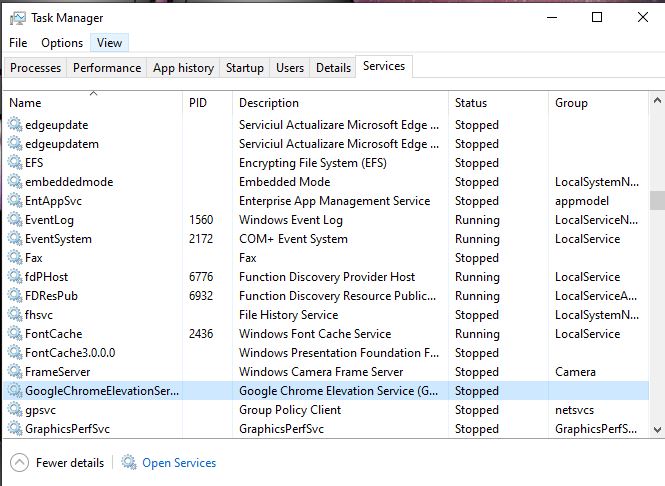 Task Manager
File Options View
Processes Performance App history Startup Users Details Services
Name PID Description Status Group
edgeupdate Serviciul Actualizare Microsoft Edge ... Stopped
edgeupdatem Serviciul Actualizare Microsoft Edge ... Stopped
EFS Encrypting File System (EFS) Stopped
embeddedmode Embedded Mode Stopped LocalSystemN...
EntAppSvc Enterprise App Management Service Stopped appmodel
EventLog 1560 Windows Event Log Running LocalServiceN...
EventSystem 2172 COM+ Event System Running LocalService
Fax Fax Stopped
fdPHost 6776 Function Discovery Provider Host Running LocalService
FDResPub 6932 Function Discovery Resource Public... Running LocalServiceA...
fhsvc File History Service Stopped LocalSystemN...
FontCache 2436 Windows Font Cache Service Running LocalService
FontCache3.0.0.0 Windows Presentation Foundation F... Stopped
FrameServer Windows Camera Frame Server Stopped Camera
GoogleChromeElevationSer... Google Chrome Elevation Service (G... Stopped
gpsvc Group Policy Client Stopped netsvcs
GraphicsPerfSvc GraphicsPerfSvc Stopped GraphicsPerfS...
Fewer details Open Services